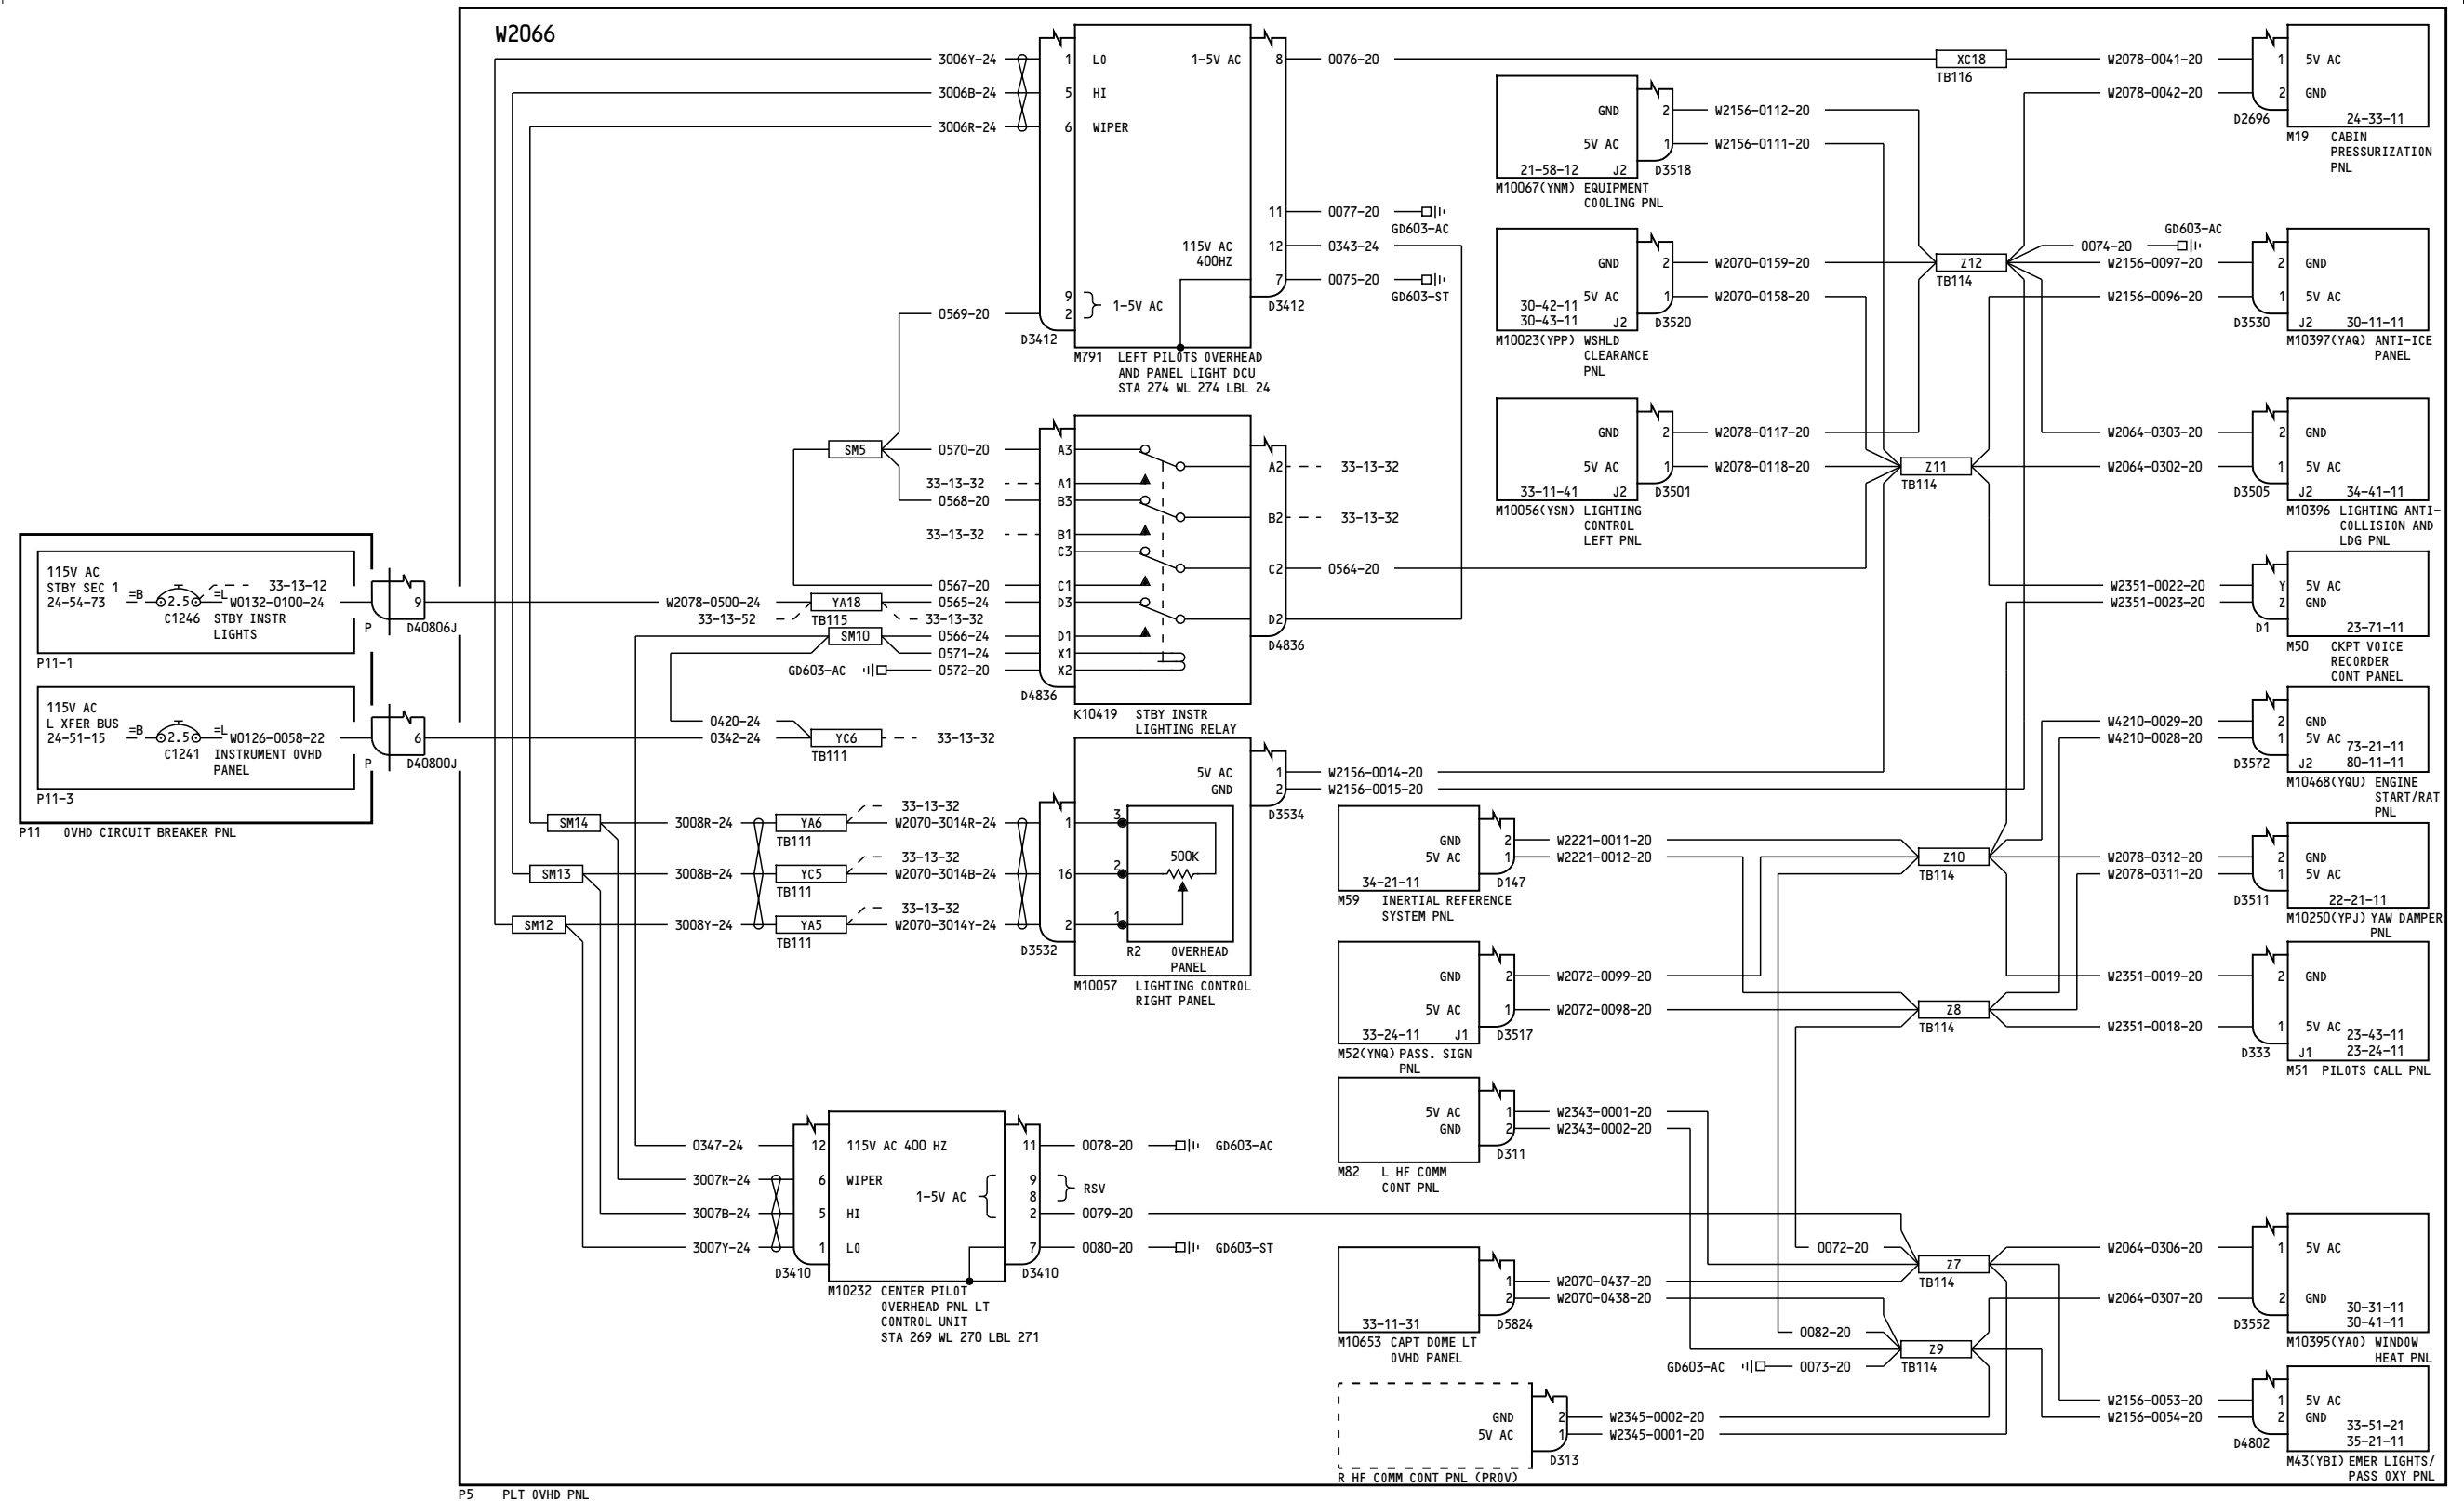 W2066
3006Y-24
1
LO
1-5V AC
8
0076-20
XC18
TB116
W2078-0041-20
1
5V AC
3006B-24
5
HI
W2078-0042-20
2
GND
3006R-24
6
WIPER
D2696
24-33-11
M19
CABIN
PRESSURIZATION
PNL
GND
2
W2156-0112-20
5V AC
1
W2156-0111-20
21-58-12
J2
D3518
M10067(YNM)
EQUIPMENT
COOLING PNL
11
0077-20
GD603-AC
115V AC
400HZ
12
0343-24
7
0075-20
GD603-ST
9
2
1-5V AC
0569-20
D3412
D3412
M791
LEFT PILOTS OVERHEAD
AND PANEL LIGHT DCU
STA 274 WL 274 LBL 24
GND
2
W2070-0159-20
5V AC
1
W2070-0158-20
30-42-11
30-43-11
J2
D3520
M10023(YPP)
WSHLD
CLEARANCE
PNL
Z12
TB114
GD603-AC
0074-20
W2156-0097-20
2
GND
W2156-0096-20
1
5V AC
D3530
J2
30-11-11
M10397(YAQ)
ANTI-ICE
PANEL
GND
2
W2078-0117-20
5V AC
1
W2078-0118-20
33-11-41
J2
D3501
M10056(YSN)
LIGHTING
CONTROL
LEFT PNL
Z11
TB114
W2064-0303-20
2
GND
W2064-0302-20
1
5V AC
D3505
J2
34-41-11
M10396
LIGHTING ANTI-
COLLISION AND
LDG PNL
SM5
0570-20
A3
A2
33-13-32
33-13-32
A1
0568-20
B3
B2
33-13-32
33-13-32
B1
C3
C2
0564-20
0567-20
C1
W2078-0500-24
YA18
TB115
0565-24
D3
33-13-52
33-13-32
D2
SM10
0566-24
D1
0571-24
X1
GD603-AC
0572-20
X2
D4836
D4836
K10419
STBY INSTR
LIGHTING RELAY
115V AC
STBY SEC 1
24-54-73
=B
2.5
=L
33-13-12
W0132-0100-24
C1246
STBY INSTR
LIGHTS
P11-1
9
P
D40806J
115V AC
L XFER BUS
24-51-15
=B
2.5
=L
W0126-0058-22
C1241
INSTRUMENT OVHD
PANEL
P11-3
6
P
D40800J
P11
OVHD CIRCUIT BREAKER PNL
0420-24
0342-24
YC6
TB111
33-13-32
W2351-0022-20
Y
5V AC
W2351-0023-20
Z
GND
D1
23-71-11
M50
CKPT VOICE
RECORDER
CONT PANEL
W4210-0029-20
2
GND
W4210-0028-20
1
5V AC
73-21-11
80-11-11
D3572
J2
M10468(YQU)
ENGINE
START/RAT
PNL
5V AC
1
W2156-0014-20
GND
2
W2156-0015-20
D3534
SM14
3008R-24
YA6
TB111
33-13-32
W2070-3014R-24
1
3
SM13
3008B-24
YC5
TB111
33-13-32
W2070-3014B-24
16
2
500K
SM12
3008Y-24
YA5
TB111
33-13-32
W2070-3014Y-24
2
1
D3532
R2
OVERHEAD
PANEL
M10057
LIGHTING CONTROL
RIGHT PANEL
GND
2
W2221-0011-20
5V AC
1
W2221-0012-20
34-21-11
D147
M59
INERTIAL REFERENCE
SYSTEM PNL
Z10
TB114
W2078-0312-20
2
GND
W2078-0311-20
1
5V AC
D3511
22-21-11
M10250(YPJ)
YAW DAMPER
PNL
GND
2
W2072-0099-20
5V AC
1
W2072-0098-20
33-24-11
J1
D3517
M52(YNQ)
PASS. SIGN
PNL
Z8
TB114
W2351-0019-20
2
GND
W2351-0018-20
1
5V AC
23-43-11
23-24-11
D333
J1
M51
PILOTS CALL PNL
5V AC
1
W2343-0001-20
GND
2
W2343-0002-20
D311
M82
L HF COMM
CONT PNL
0347-24
12
115V AC 400 HZ
11
0078-20
GD603-AC
3007R-24
6
WIPER
1-5V AC
9
8
RSV
3007B-24
5
HI
2
0079-20
3007Y-24
1
LO
7
0080-20
GD603-ST
D3410
D3410
M10232
CENTER PILOT
OVERHEAD PNL LT
CONTROL UNIT
STA 269 WL 270 LBL 271
1
W2070-0437-20
2
W2070-0438-20
33-11-31
D5824
M10653
CAPT DOME LT
OVHD PANEL
0072-20
Z7
TB114
W2064-0306-20
1
5V AC
W2064-0307-20
2
GND
30-31-11
30-41-11
D3552
M10395(YAO)
WINDOW
HEAT PNL
0082-20
Z9
TB114
GD603-AC
0073-20
GND
2
W2345-0002-20
5V AC
1
W2345-0001-20
D313
R HF COMM CONT PNL (PROV)
W2156-0053-20
1
5V AC
W2156-0054-20
2
GND
33-51-21
35-21-11
D4802
M43(YBI)
EMER LIGHTS/
PASS OXY PNL
P5
PLT OVHD PNL